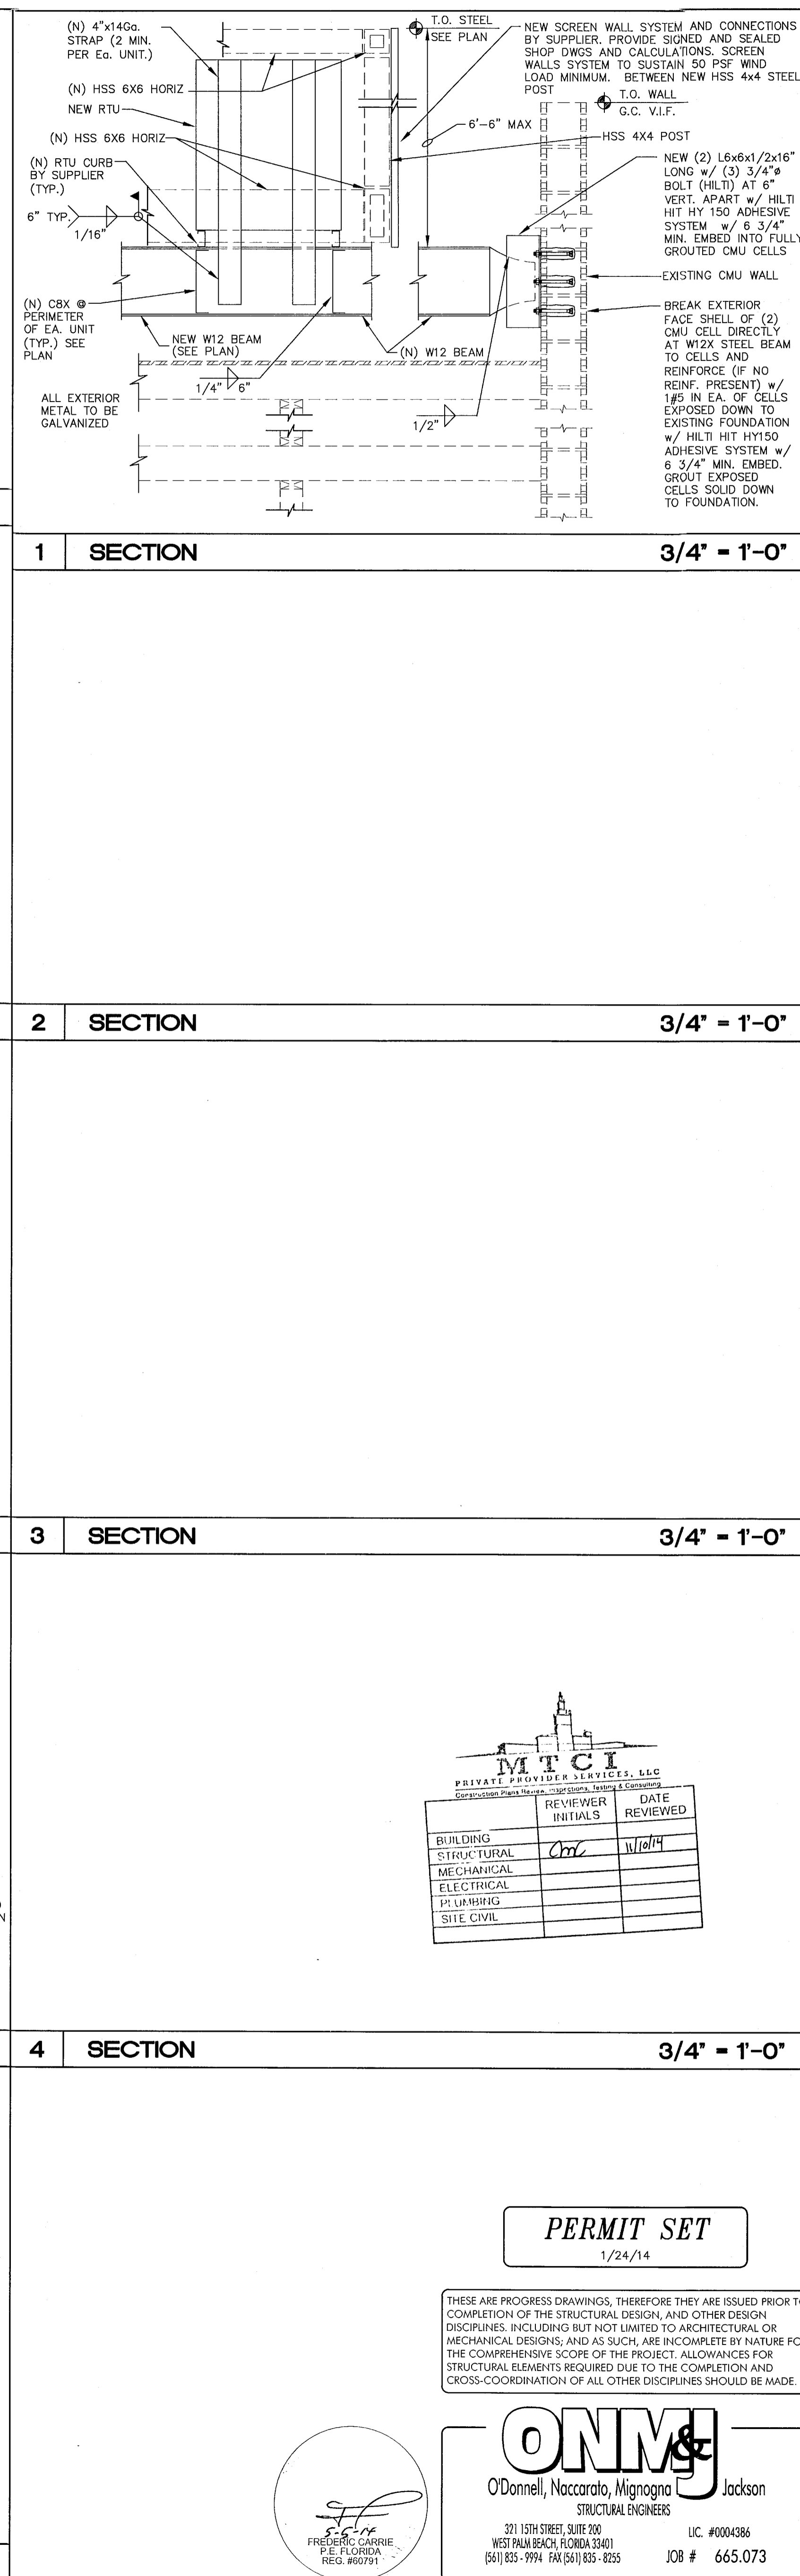 (N) 4"x14Ga.
STRAP (2 MIN.
PER Ea. UNIT.)
(N) HSS 6X6 HORIZ
NEW RTU
(N) HSS 6X6 HORIZ
(N) RTU CURB
BY SUPPLIER
(TYP.)
6" TYP.
1/16"
(N) C8X @
PERIMETER
OF EA. UNIT
(TYP.) SEE
PLAN
NEW W12 BEAM
(SEE PLAN)
1/4" 6"
ALL EXTERIOR
METAL TO BE
GALVANIZED
T.O. STEEL
SEE PLAN
6'-6" MAX
(N) W12 BEAM
1/2"
NEW SCREEN WALL SYSTEM AND CONNECTIONS
BY SUPPLIER. PROVIDE SIGNED AND SEALED
SHOP DWGS AND CALCULATIONS. SCREEN
WALLS SYSTEM TO SUSTAIN 50 PSF WIND
LOAD MINIMUM. BETWEEN NEW HSS 4x4 STEEL
POST
T.O. WALL
G.C. V.I.F.
HSS 4X4 POST
NEW (2) L6x6x1/2x16"
LONG w/ (3) 3/4"ø
BOLT (HILTI) AT 6"
VERT. APART w/ HILTI
HIT HY 150 ADHESIVE
SYSTEM w/ 6 3/4"
MIN. EMBED INTO FULLY
GROUTED CMU CELLS
EXISTING CMU WALL
BREAK EXTERIOR
FACE SHELL OF (2)
CMU CELL DIRECTLY
AT W12X STEEL BEAM
TO CELLS AND
REINFORCE (IF NO
REINF. PRESENT) w/
1#5 IN EA. OF CELLS
EXPOSED DOWN TO
EXISTING FOUNDATION
w/ HILTI HIT HY150
ADHESIVE SYSTEM w/
6 3/4" MIN. EMBED.
GROUT EXPOSED
CELLS SOLID DOWN
TO FOUNDATION.
1 SECTION 3/4" = 1'-0"
2 SECTION 3/4" = 1'-0"
3 SECTION 3/4" = 1'-0"
MTCI
PRIVATE PROVIDER SERVICES, LLC
Construction Plans Review, Inspections, Testing & Consulting
REVIEWER
INITIALS
DATE
REVIEWED
BUILDING
STRUCTURAL CMC 11/10/14
MECHANICAL
ELECTRICAL
PLUMBING
SITE CIVIL
4 SECTION 3/4" = 1'-0"
PERMIT SET
1/24/14
THESE ARE PROGRESS DRAWINGS, THEREFORE THEY ARE ISSUED PRIOR
COMPLETION OF THE STRUCTURAL DESIGN, AND OTHER DESIGN
DISCIPLINES. INCLUDING BUT NOT LIMITED TO ARCHITECTURAL OR
MECHANICAL DESIGNS; AND AS SUCH, ARE INCOMPLETE BY NATURE
THE COMPREHENSIVE SCOPE OF THE PROJECT. ALLOWANCES FOR
STRUCTURAL ELEMENTS REQUIRED DUE TO THE COMPLETION AND
CROSS-COORDINATION OF ALL OTHER DISCIPLINES SHOULD BE MADE.
ONM&J
O'Donnell, Naccarato, Mignogna & Jackson
STRUCTURAL ENGINEERS
321 15TH STREET, SUITE 200
WEST PALM BEACH, FLORIDA 33401
(561) 835 - 9994 FAX (561) 835 - 8255
LIC. #0004386
JOB # 665.073
5-5-14
FREDERIC CARRIE
P.E. FLORIDA
REG. #60791